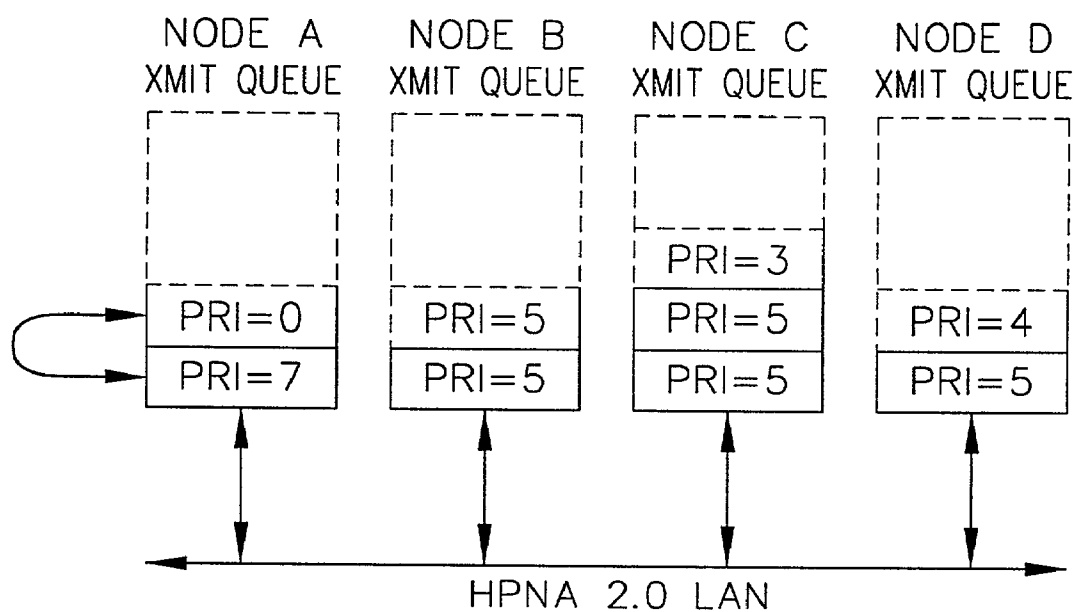 NODE A NODE B NODE C NODE D
XMIT QUEUE XMIT QUEUE XMIT QUEUE XMIT QUEUE
PRI=3
PRI=0 PRI=5 PRI=5 PRI=4
PRI=7 PRI=5 PRI=5 PRI=5
HPNA 2.0 LAN